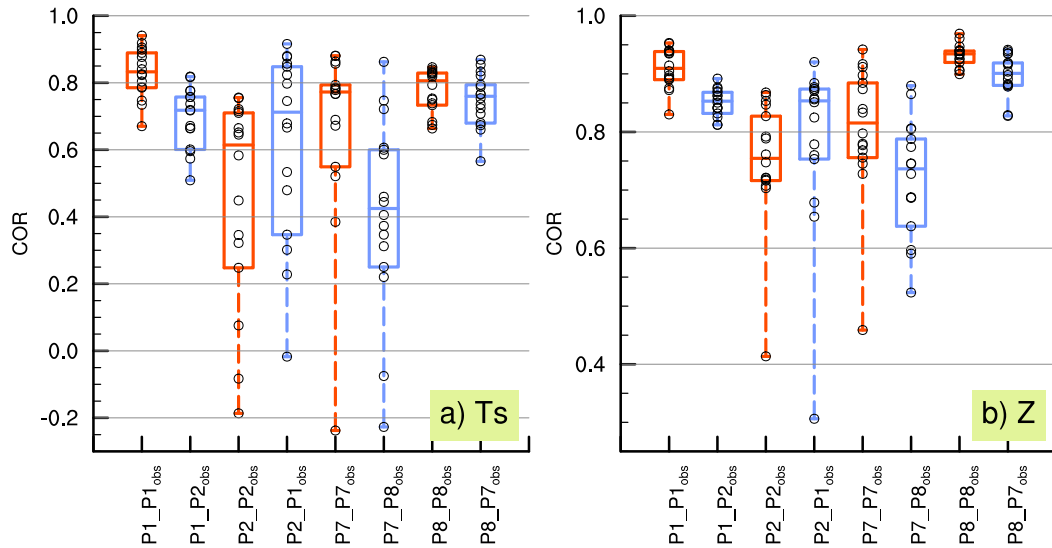 1.0
0.8
0.6
0.4
0.2
0.0
-0.2
COR
a) Ts
P1_P1obs
P1_P2obs
P2_P2obs
P2_P1obs
P7_P7obs
P7_P8obs
P8_P8obs
P8_P7obs
1.0
0.8
0.6
0.4
COR
b) Z
P1_P1obs
P1_P2obs
P2_P2obs
P2_P1obs
P7_P7obs
P7_P8obs
P8_P8obs
P8_P7obs